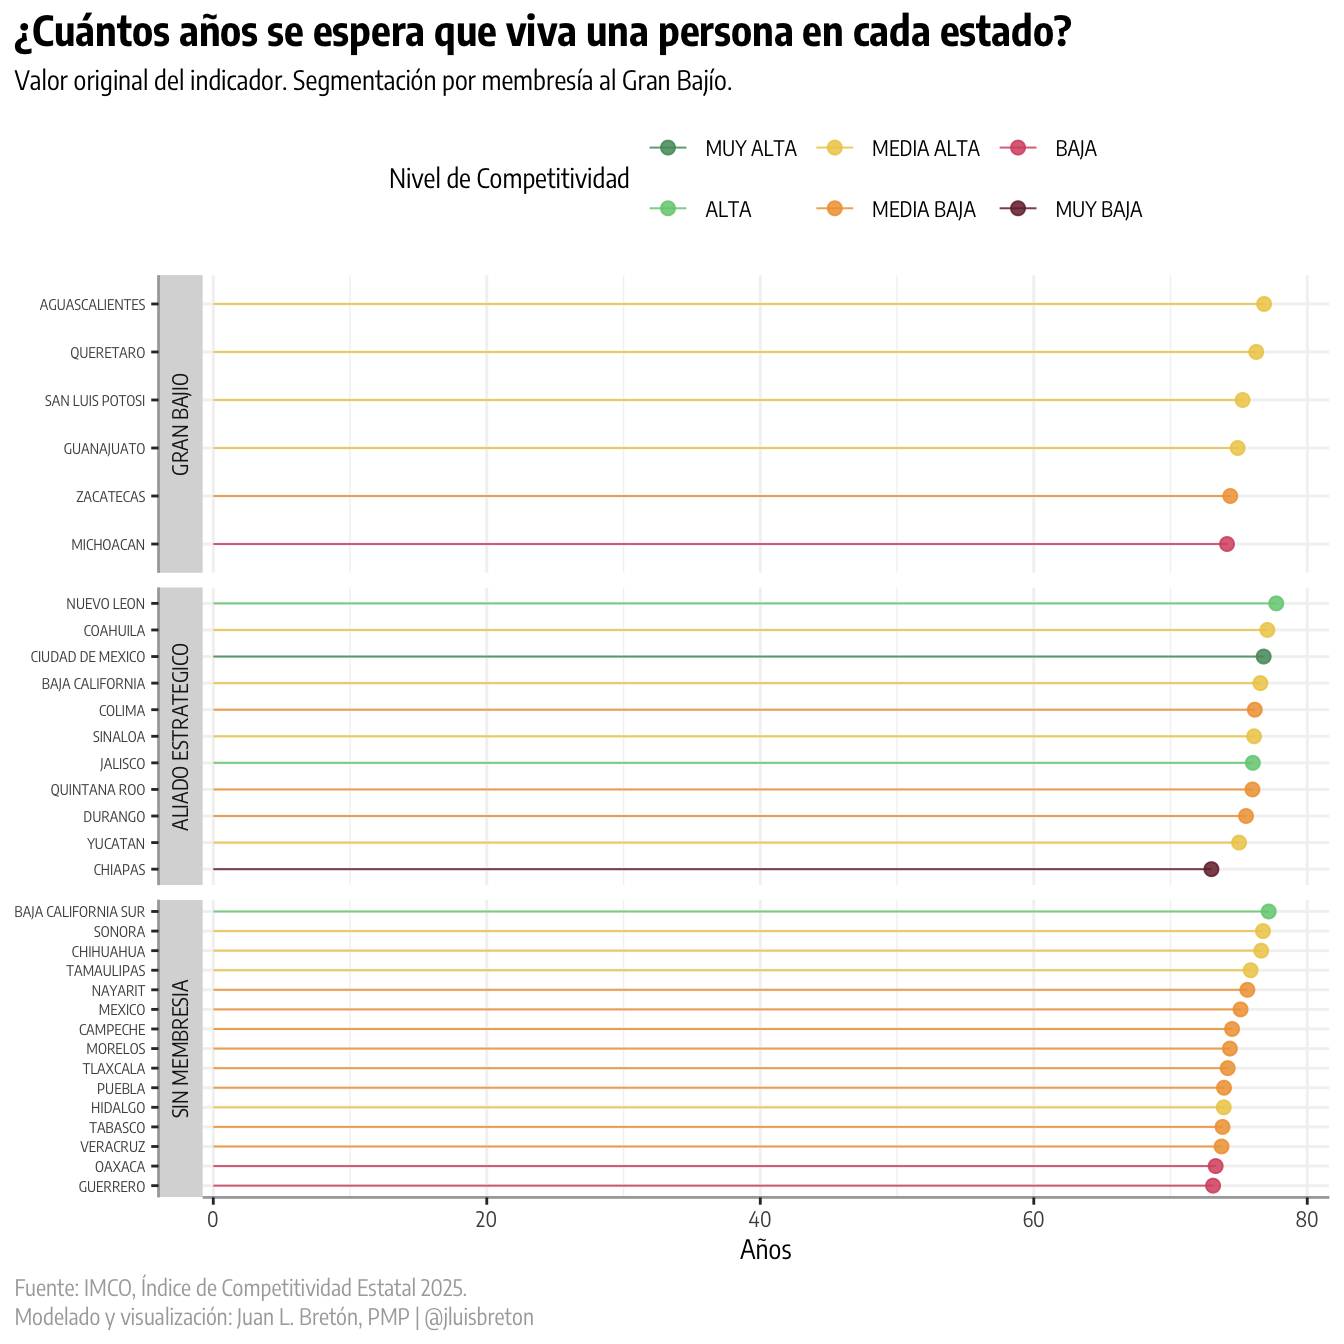 ¿Cuántos años se espera que viva una persona en cada estado?
Valor original del indicador. Segmentación por membresía al Gran Bajío.
Nivel de Competitividad
MUY ALTA
MEDIA ALTA
BAJA
ALTA
MEDIA BAJA
MUY BAJA
GRAN BAJIO
AGUASCALIENTES
QUERETARO
SAN LUIS POTOSI
GUANAJUATO
ZACATECAS
MICHOACAN
ALIADO ESTRATEGICO
NUEVO LEON
COAHUILA
CIUDAD DE MEXICO
BAJA CALIFORNIA
COLIMA
SINALOA
JALISCO
QUINTANA ROO
DURANGO
YUCATAN
CHIAPAS
SIN MEMBRESIA
BAJA CALIFORNIA SUR
SONORA
CHIHUAHUA
TAMAULIPAS
NAYARIT
MEXICO
CAMPECHE
MORELOS
TLAXCALA
PUEBLA
HIDALGO
TABASCO
VERACRUZ
OAXACA
GUERRERO
0 20 40 60 80
Años
Fuente: IMCO, Índice de Competitividad Estatal 2025.
Modelado y visualización: Juan L. Bretón, PMP | @jluisbreton